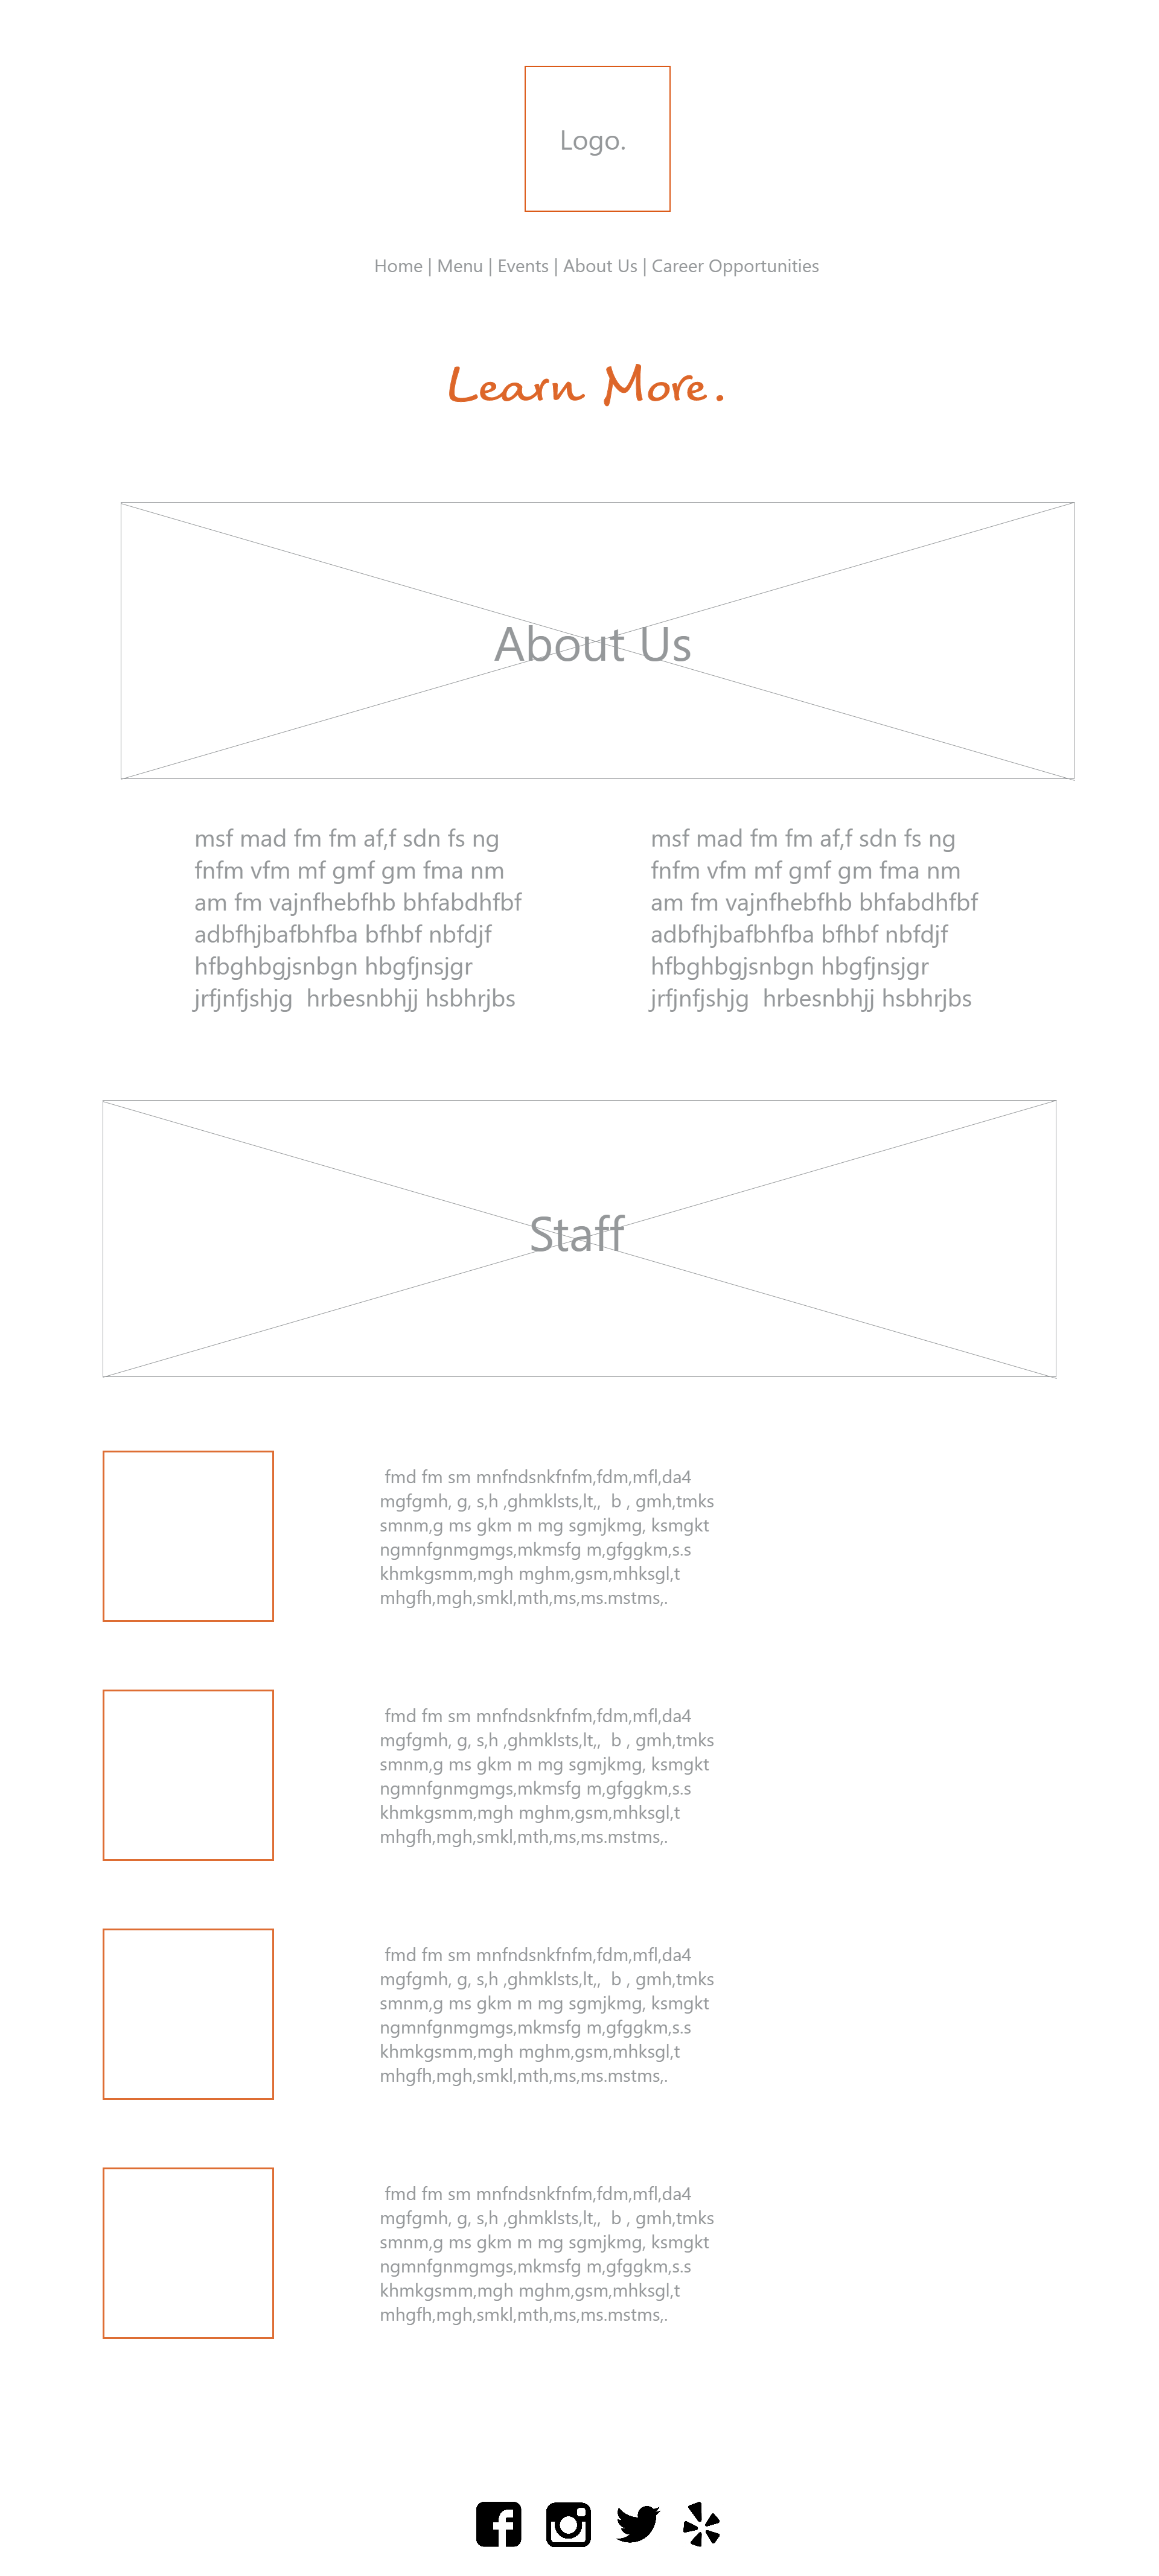 Logo.
Home | Menu | Events | About Us | Career Opportunities
Learn More.
About Us
msf mad fm fm af,f sdn fs ng
fnfm vfm mf gmf gm fma nm
am fm vajnfhebfhb bhfabdhfbf
adbfhjbafbhfba bfhbf nbfdjf
hfbghbgjsnbgn hbgfjnsjgr
jrfjnfjshjg  hrbesnbhjj hsbhrjbs
msf mad fm fm af,f sdn fs ng
fnfm vfm mf gmf gm fma nm
am fm vajnfhebfhb bhfabdhfbf
adbfhjbafbhfba bfhbf nbfdjf
hfbghbgjsnbgn hbgfjnsjgr
jrfjnfjshjg  hrbesnbhjj hsbhrjbs
Staff
fmd fm sm mnfndsnkfnfm,fdm,mfl,da4
mgfgmh, g, s,h ,ghmklsts,lt,,  b , gmh,tmks
smnm,g ms gkm m mg sgmjkmg, ksmgkt
ngmnfgnmgmgs,mkmsfg m,gfggkm,s.s
khmkgsmm,mgh mghm,gsm,mhksgl,t
mhgfh,mgh,smkl,mth,ms,ms.mstms,.
fmd fm sm mnfndsnkfnfm,fdm,mfl,da4
mgfgmh, g, s,h ,ghmklsts,lt,,  b , gmh,tmks
smnm,g ms gkm m mg sgmjkmg, ksmgkt
ngmnfgnmgmgs,mkmsfg m,gfggkm,s.s
khmkgsmm,mgh mghm,gsm,mhksgl,t
mhgfh,mgh,smkl,mth,ms,ms.mstms,.
fmd fm sm mnfndsnkfnfm,fdm,mfl,da4
mgfgmh, g, s,h ,ghmklsts,lt,,  b , gmh,tmks
smnm,g ms gkm m mg sgmjkmg, ksmgkt
ngmnfgnmgmgs,mkmsfg m,gfggkm,s.s
khmkgsmm,mgh mghm,gsm,mhksgl,t
mhgfh,mgh,smkl,mth,ms,ms.mstms,.
fmd fm sm mnfndsnkfnfm,fdm,mfl,da4
mgfgmh, g, s,h ,ghmklsts,lt,,  b , gmh,tmks
smnm,g ms gkm m mg sgmjkmg, ksmgkt
ngmnfgnmgmgs,mkmsfg m,gfggkm,s.s
khmkgsmm,mgh mghm,gsm,mhksgl,t
mhgfh,mgh,smkl,mth,ms,ms.mstms,.